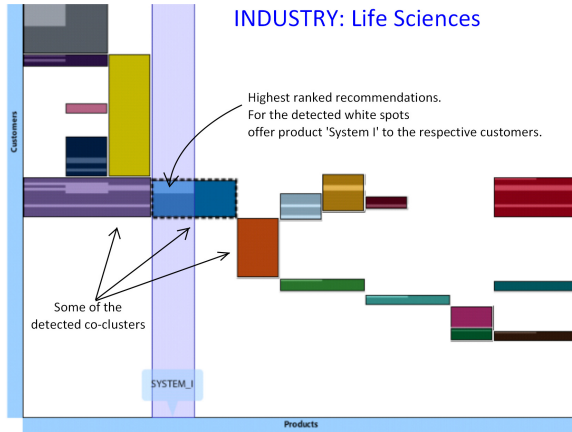 INDUSTRY: Life Sciences
Highest ranked recommendations.
For the detected white spots
offer product 'System I' to the respective customers.
Customers
Some of the
detected co-clusters
SYSTEM_I
Products